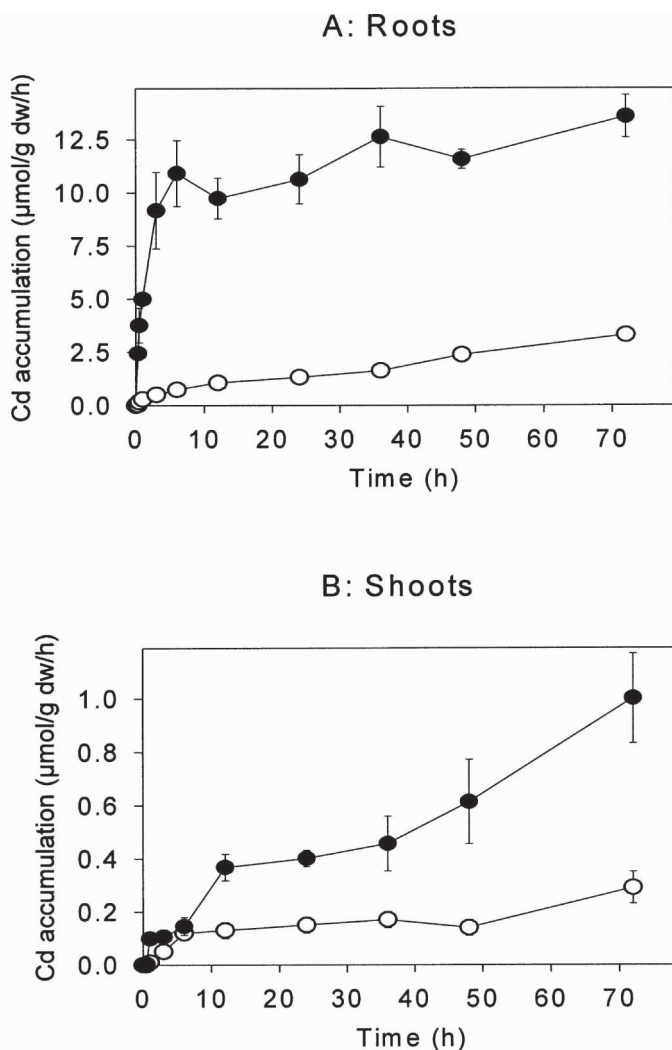 A: Roots
Cd accumulation (µmol/g dw/h)
12.5
10.0
7.5
5.0
2.5
0.0
0 10 20 30 40 50 60 70
Time (h)
B: Shoots
Cd accumulation (µmol/g dw/h)
1.0
0.8
0.6
0.4
0.2
0.0
0 10 20 30 40 50 60 70
Time (h)